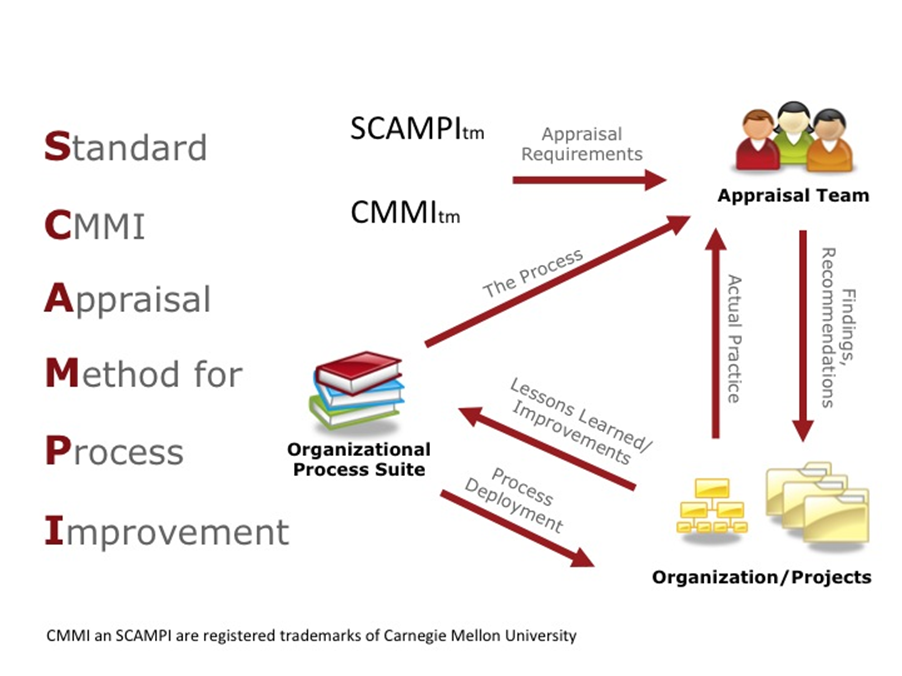 Standard
CMMI
Appraisal
Method for
Process
Improvement
SCAMPItm
CMMItm
Appraisal
Requirements
Appraisal Team
The Process
Actual Practice
Findings,
Recommendations
Lessons Learned/
Improvements
Organizational
Process Suite
Process
Deployment
Organization/Projects
CMMI an SCAMPI are registered trademarks of Carnegie Mellon University